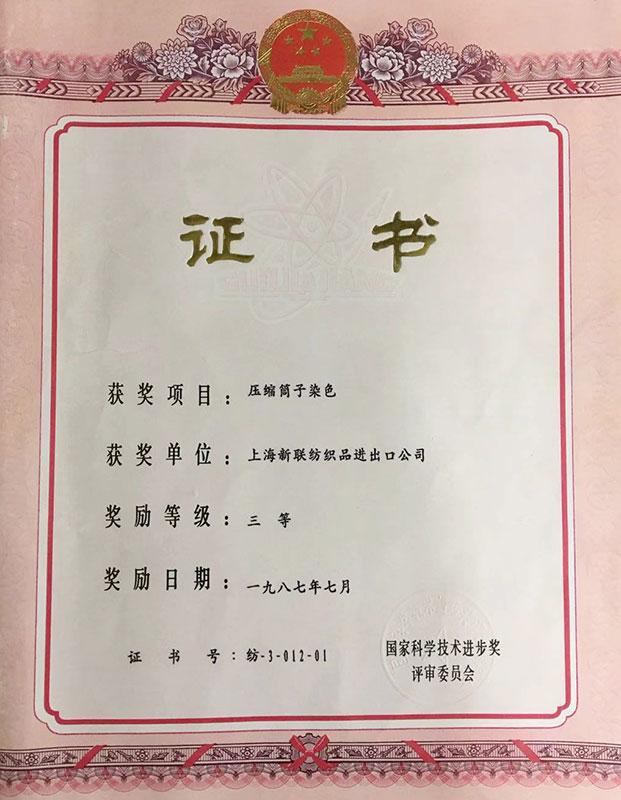 证 书
获奖项目：压缩筒子染色
获奖单位：上海新联纺织品进出口公司
奖励等级：三 等
奖励日期：一九八七年七月
证 书 号：纺-3-012-01
国家科学技术进步奖
评审委员会